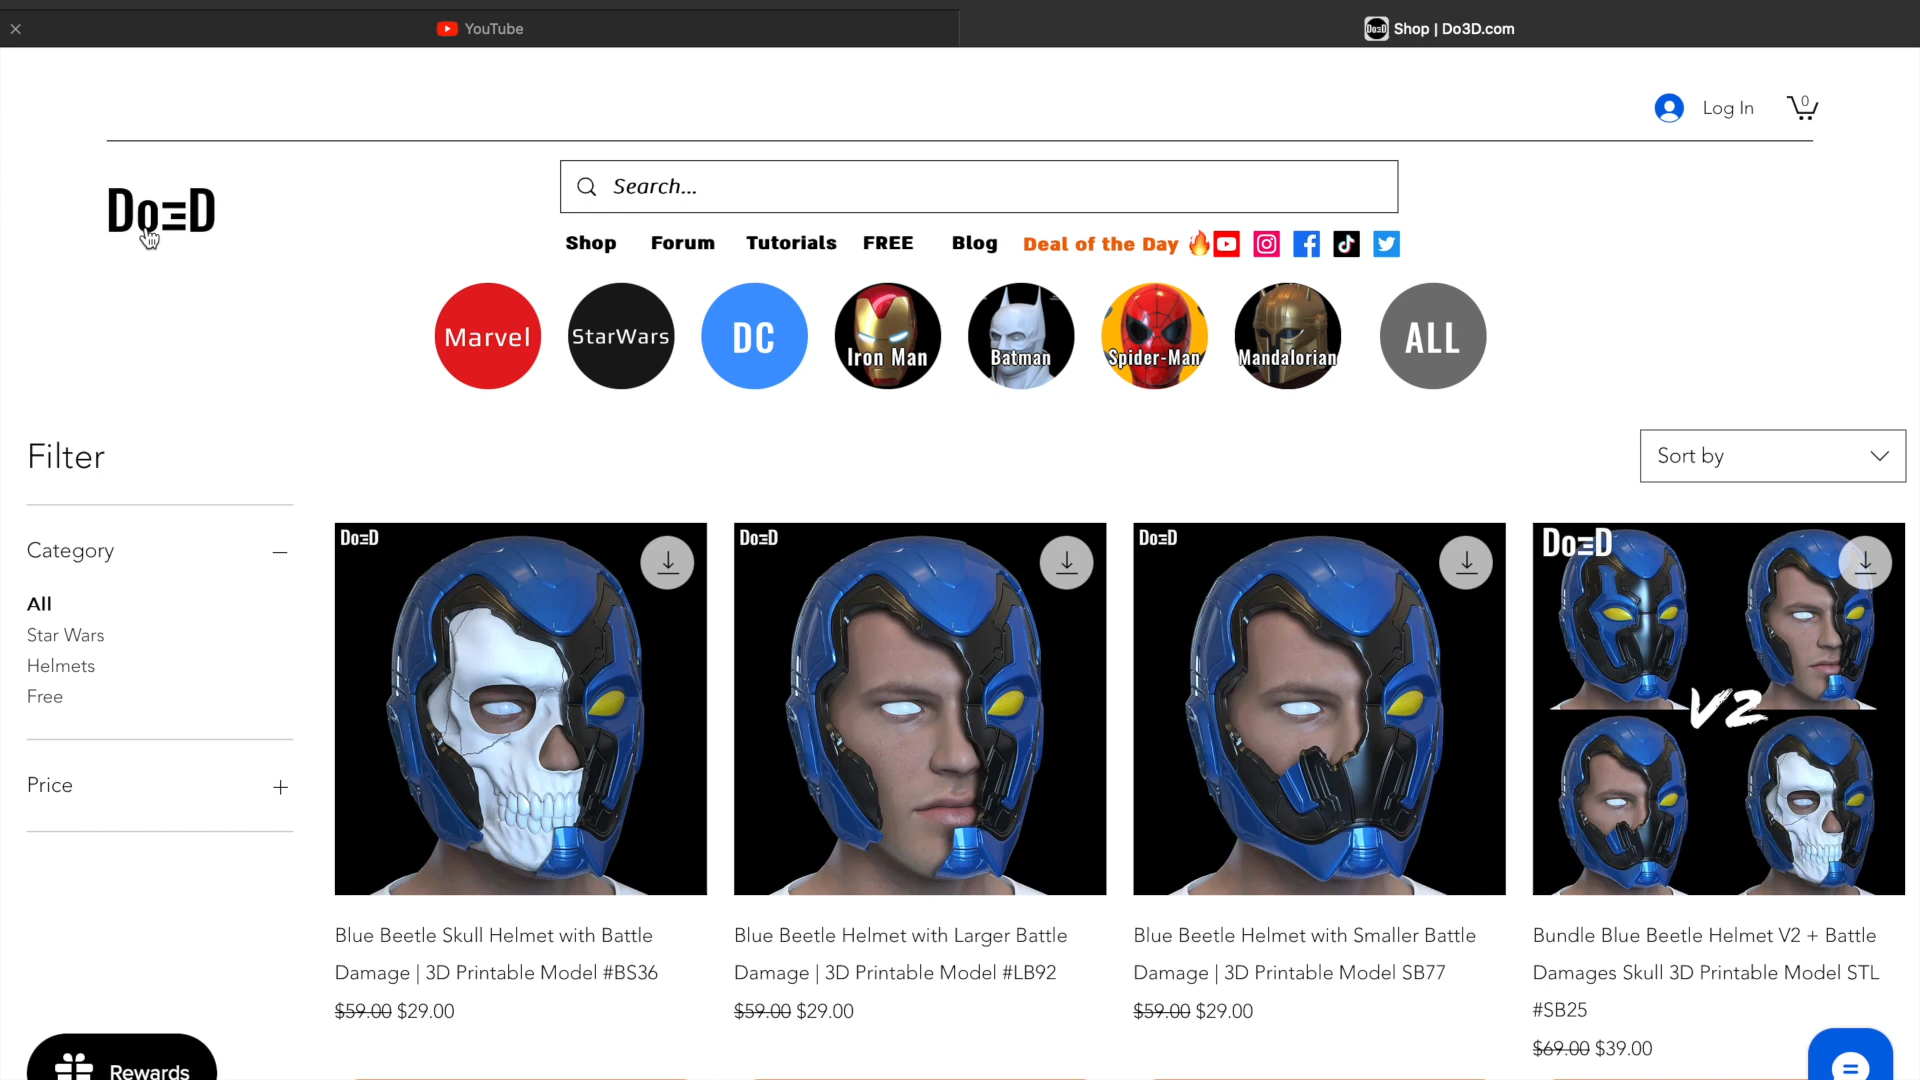 YouTube
Shop | Do3D.com
Log In
0
Do3D
Search...
Shop Forum Tutorials FREE Blog Deal of the Day
Marvel
StarWars
DC
Iron Man
Batman
Spider-Man
Mandalorian
ALL
Filter
Sort by
Category
All
Star Wars
Helmets
Free
Price
Do3D
Do3D
Do3D
Do3D
V2
Blue Beetle Skull Helmet with Battle
Damage | 3D Printable Model #BS36
$59.00 $29.00
Blue Beetle Helmet with Larger Battle
Damage | 3D Printable Model #LB92
$59.00 $29.00
Blue Beetle Helmet with Smaller Battle
Damage | 3D Printable Model SB77
$59.00 $29.00
Bundle Blue Beetle Helmet V2 + Battle
Damages Skull 3D Printable Model STL
#SB25
$69.00 $39.00
Rewards